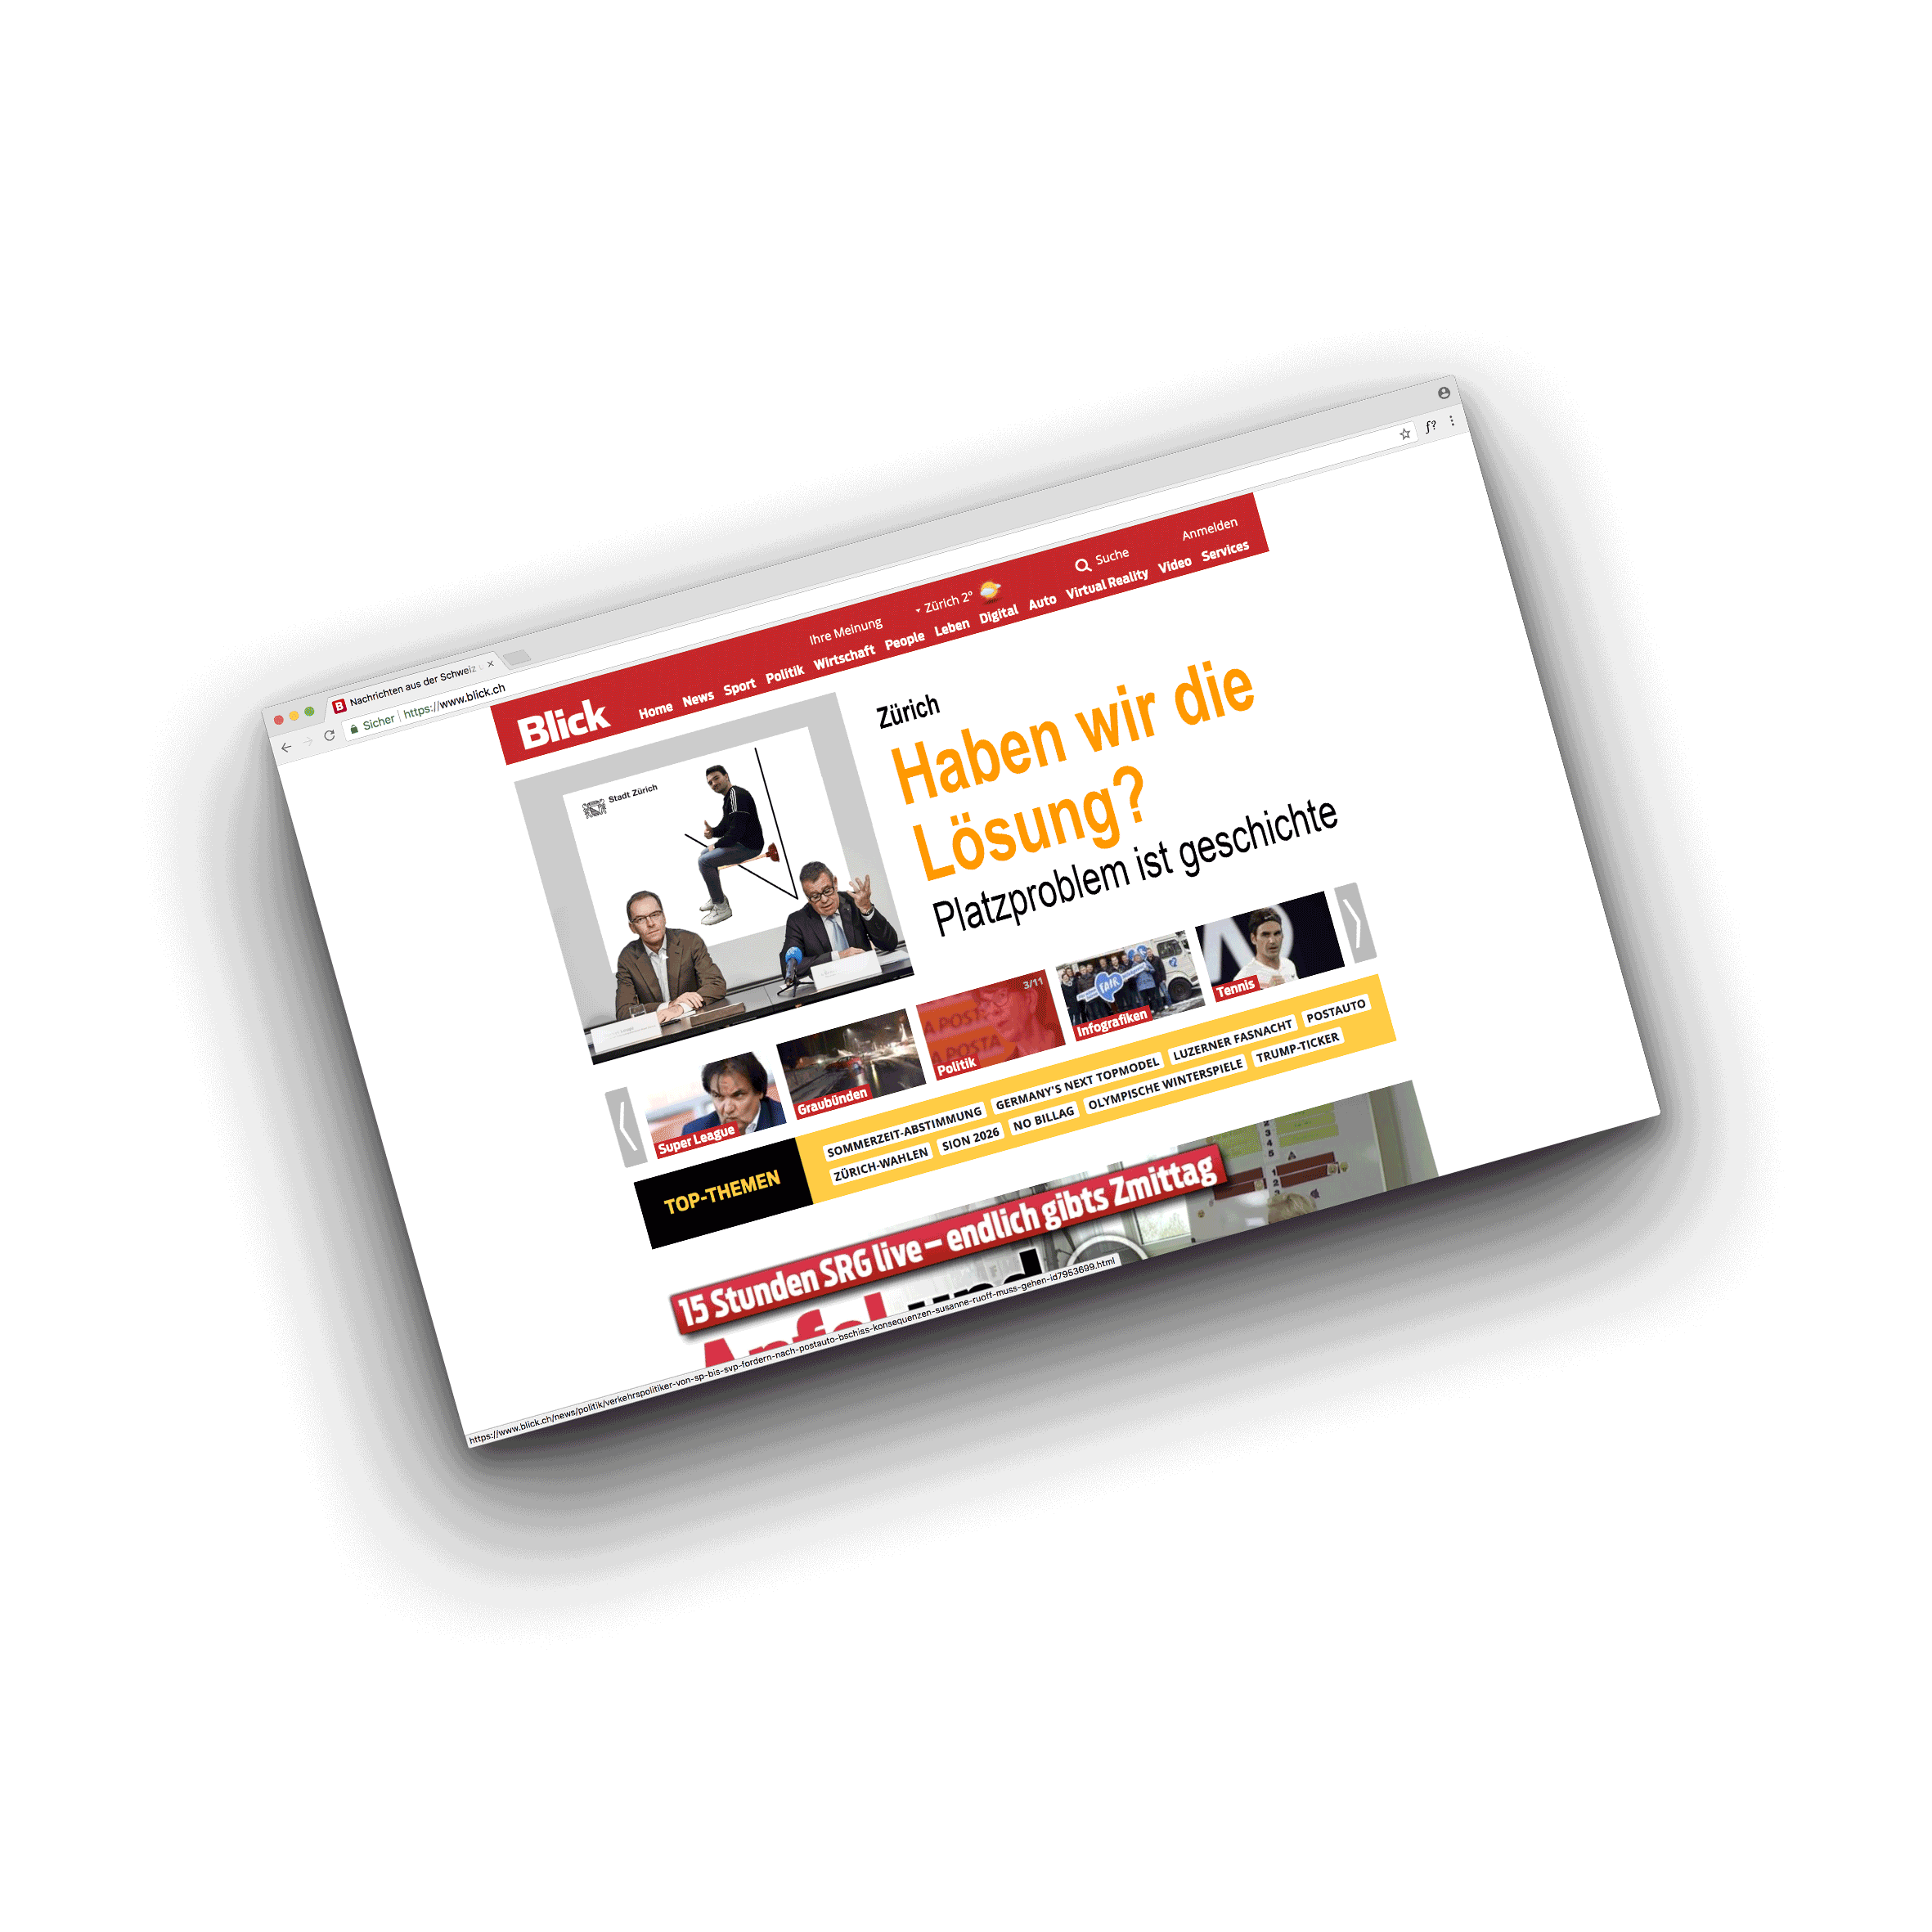 Nachrichten aus der Schweiz
Sicher https://www.blick.ch
f?
Anmelden
Suche
Zürich 2°
Ihre Meinung
Blick
Home News Sport Politik Wirtschaft People Leben Digital Auto Virtual Reality Video Services
Stadt Zürich
Zürich
Haben wir die
Lösung?
Platzproblem ist geschichte
Super League
Graubünden
3/11
A POSTA
A POSTA
Politik
FAIR
Infografiken
Tennis
TOP-THEMEN
SOMMERZEIT-ABSTIMMUNG GERMANY'S NEXT TOPMODEL LUZERNER FASNACHT POSTAUTO
ZÜRICH-WAHLEN SION 2026 NO BILLAG OLYMPISCHE WINTERSPIELE TRUMP-TICKER
15 Stunden SRG live – endlich gibts Zmittag
Apfel und
https://www.blick.ch/news/politik/verkehrspolitiker-von-sp-bis-svp-fordern-nach-postauto-bschiss-konsequenzen-susanne-ruoff-muss-gehen-id7953699.html